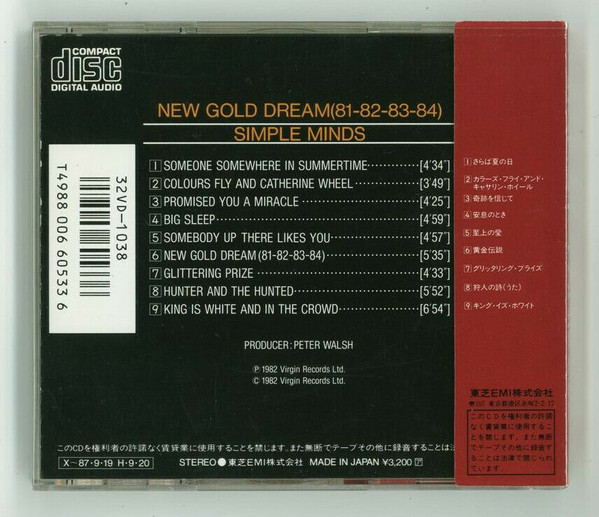 COMPACT
disc
DIGITAL AUDIO
NEW GOLD DREAM(81-82-83-84)
SIMPLE MINDS
1 SOMEONE SOMEWHERE IN SUMMERTIME············[4′34″]
2 COLOURS FLY AND CATHERINE WHEEL···············[3′49″]
3 PROMISED YOU A MIRACLE·····························[4′25″]
4 BIG SLEEP················································[4′59″]
5 SOMEBODY UP THERE LIKES YOU····················[4′57″]
6 NEW GOLD DREAM(81-82-83-84)·····················[5′35″]
7 GLITTERING PRIZE·······································[4′33″]
8 HUNTER AND THE HUNTED····························[5′52″]
9 KING IS WHITE AND IN THE CROWD···················[6′54″]
PRODUCER:PETER WALSH
Ⓟ 1982 Virgin Records Ltd.
© 1982 Virgin Records Ltd.
このCDを権利者の許諾なく賃貸業に使用することを禁じます。また無断でテープその他に録音することは法
X−87·9·19 H·9·20 STEREO● 東芝EMI株式会社 MADE IN JAPAN ¥3,200
32VD−1038
T4988 006 605336
1 さらば夏の日
2 カラーズ・フライ・アンド・
キャサリン・ホイール
3 奇跡を信じて
4 安息のとき
5 至上の愛
6 黄金伝説
7 グリッタリング・プライズ
8 狩人の詩(うた)
9 キング・イズ・ホワイト
東芝EMI株式会社
東京都港区赤坂2-2-17
このCDを権利者の許諾
なく賃貸業に使用するこ
とを禁じます。また無断
でテープその他に録音す
ることは法律で禁じられ
ています。